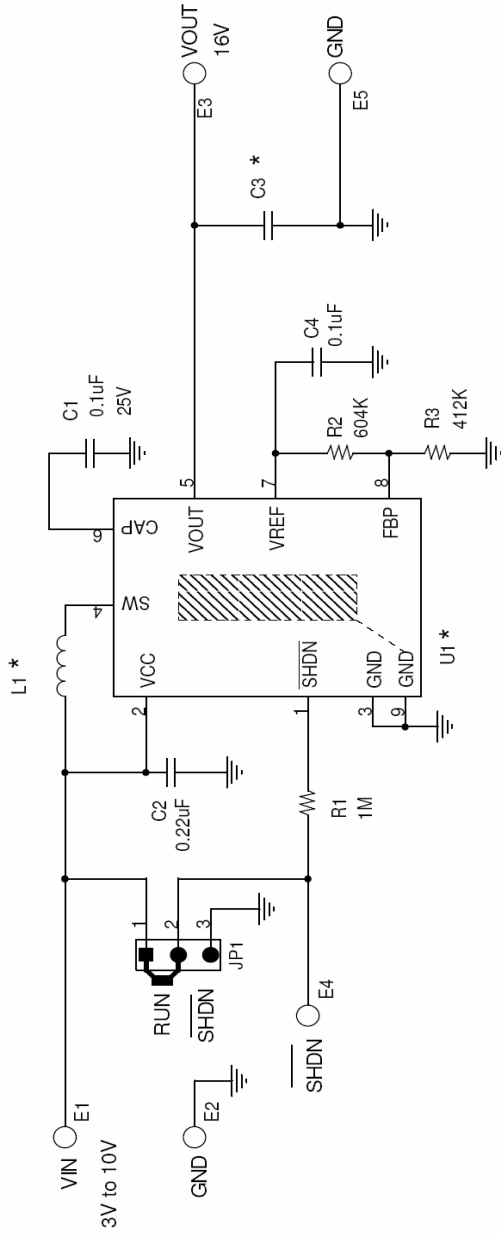 VIN
E1
3V to 10V
GND
E2
RUN
SHDN
JP1
1
2
3
SHDN
E4
R1
1M
C2
0.22uF
L1 *
C1
0.1uF
25V
2
VCC
4
SW
6
CAP
1
SHDN
3
GND
9
GND
U1*
VOUT
5
VREF
7
FBP
8
C4
0.1uF
R2
604K
R3
412K
C3 *
E3
VOUT
16V
GND
E5